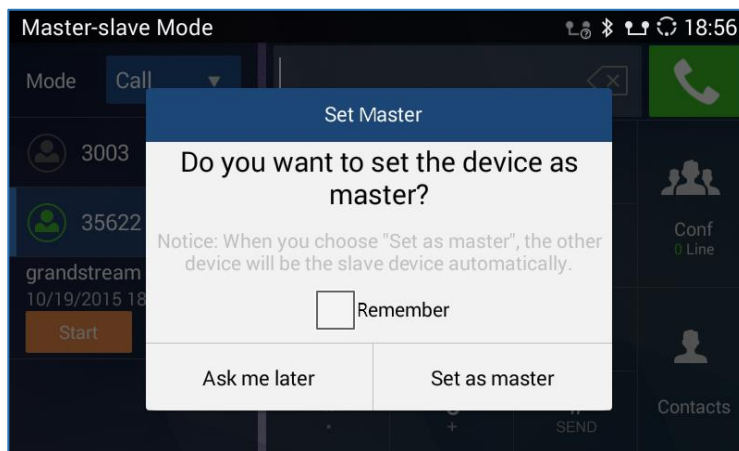 Master-slave Mode
18:56
Mode
Call
Set Master
Do you want to set the device as
master?
Notice: When you choose "Set as master", the other
device will be the slave device automatically.
Remember
Ask me later
Set as master
3003
35622
grandstream
10/19/2015 18
Start
Conf
0 Line
Contacts
+
SEND